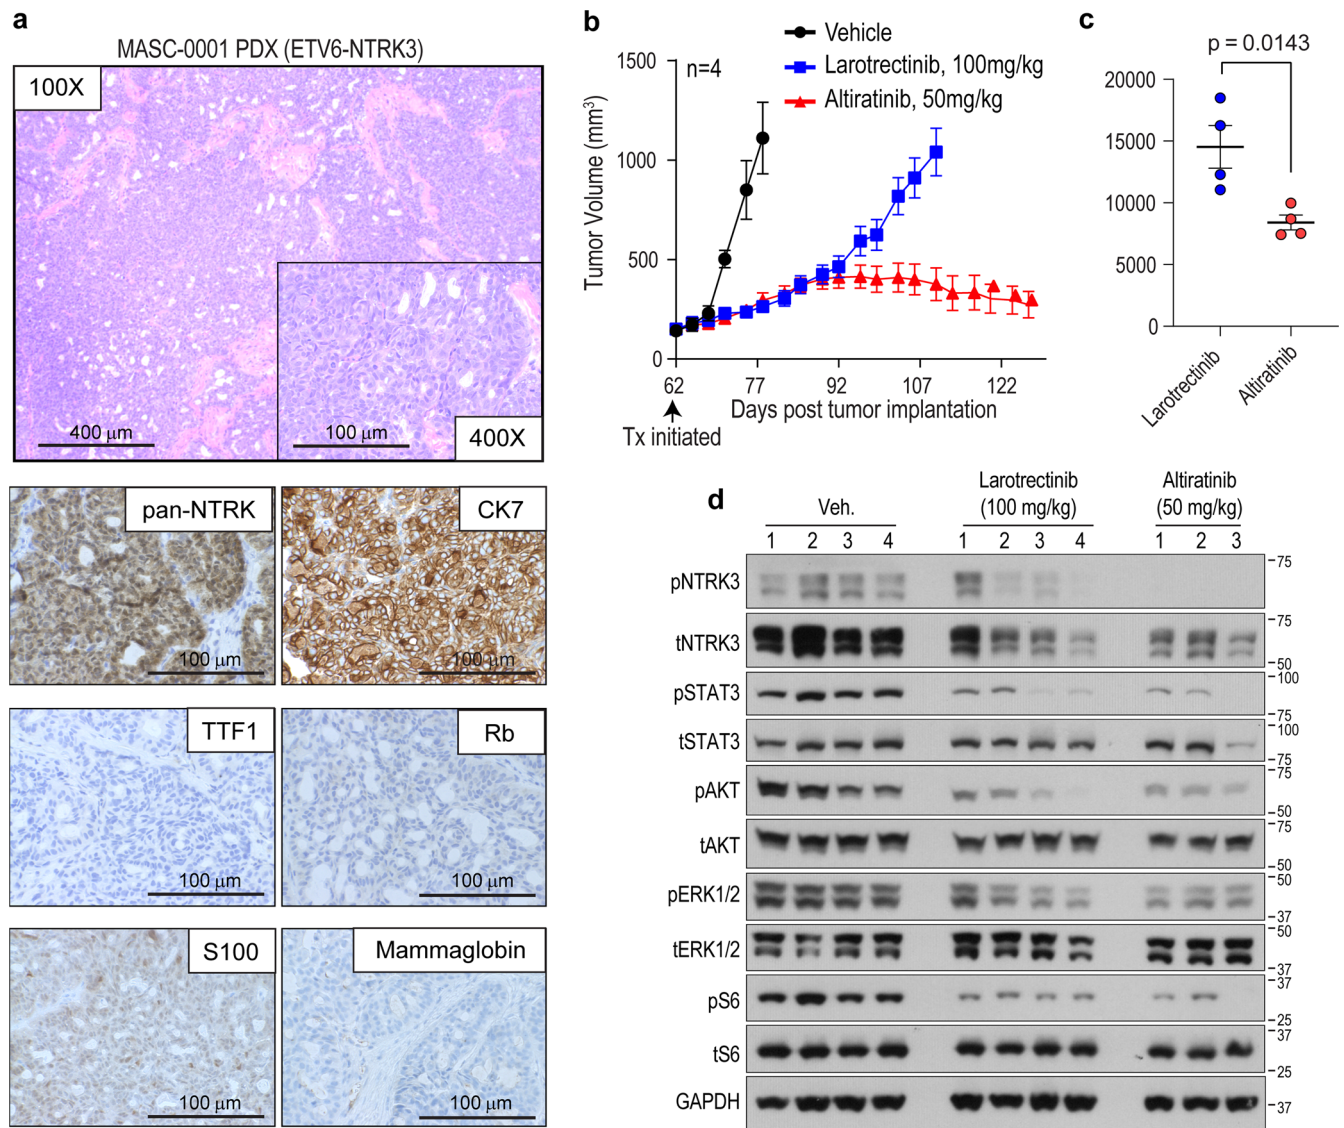 a
MASC-0001 PDX (ETV6-NTRK3)
100X
400 μm
100 μm
400X
pan-NTRK
100 μm
CK7
100 μm
TTF1
100 μm
Rb
100 μm
S100
100 μm
Mammaglobin
100 μm
b
Vehicle
Larotrectinib, 100mg/kg
Altiratinib, 50mg/kg
n=4
Tumor Volume (mm³)
1500
1000
500
0
62 77 92 107 122
Days post tumor implantation
Tx initiated
c
p = 0.0143
20000
15000
10000
5000
0
Larotrectinib
Altiratinib
d
Veh.
Larotrectinib
(100 mg/kg)
Altiratinib
(50 mg/kg)
1 2 3 4 1 2 3 4 1 2 3
pNTRK3 75
tNTRK3 75
50
pSTAT3 100
75
tSTAT3 100
75
pAKT 75
50
tAKT 75
50
pERK1/2 50
37
tERK1/2 50
37
pS6 37
25
tS6 37
25
GAPDH 37